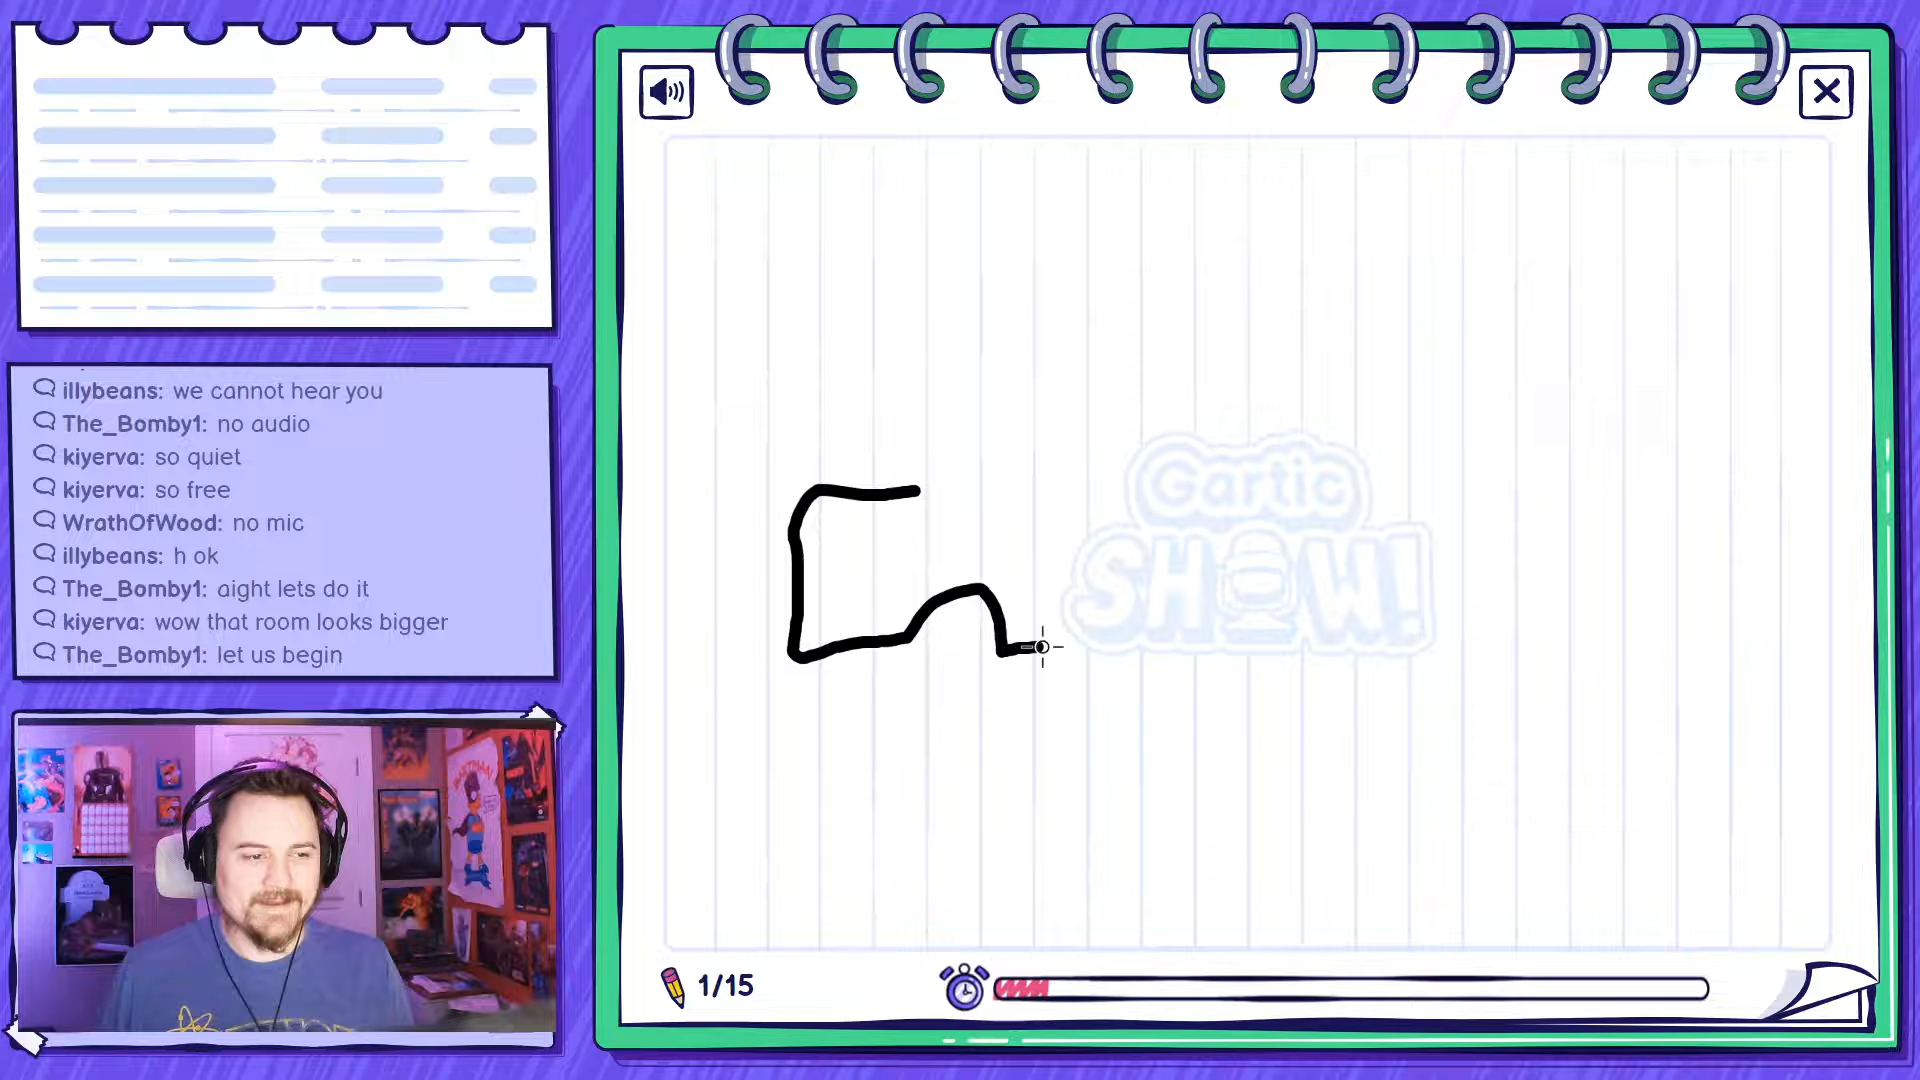 illybeans: we cannot hear you
The_Bomby1: no audio
kiyerva: so quiet
kiyerva: so free
WrathOfWood: no mic
illybeans: h ok
The_Bomby1: aight lets do it
kiyerva: wow that room looks bigger
The_Bomby1: let us begin
Gartic
SHOW!
1/15